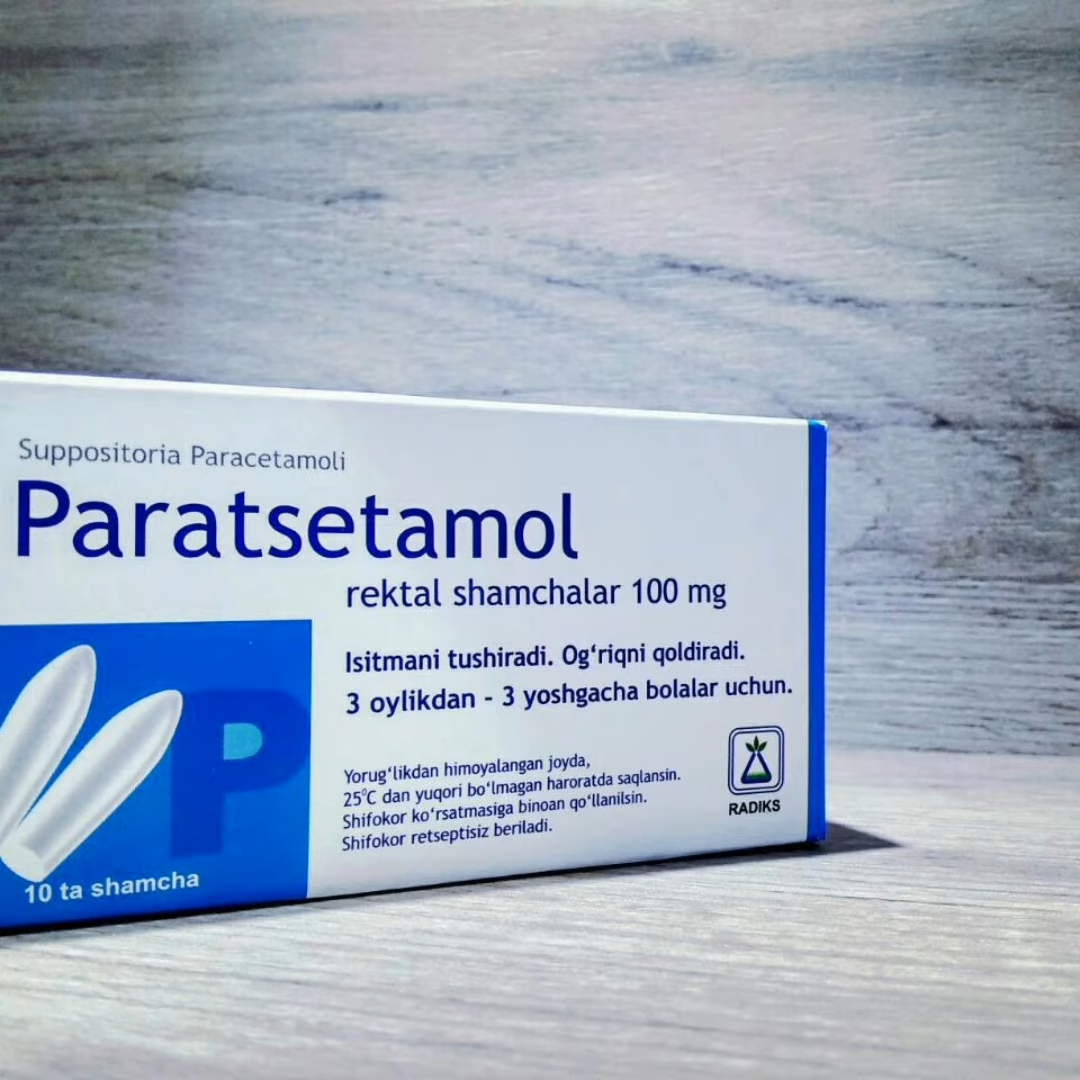 Suppositoria Paracetamoli
Paratsetamol
rektal shamchalar 100 mg
Isitmani tushiradi. Og‘riqni qoldiradi.
3 oylikdan - 3 yoshgacha bolalar uchun.
Yorug‘likdan himoyalangan joyda,
25⁰C dan yuqori bo‘lmagan haroratda saqlansin.
Shifokor ko‘rsatmasiga binoan qo‘llanilsin.
Shifokor retseptisiz beriladi.
RADIKS
P
10 ta shamcha